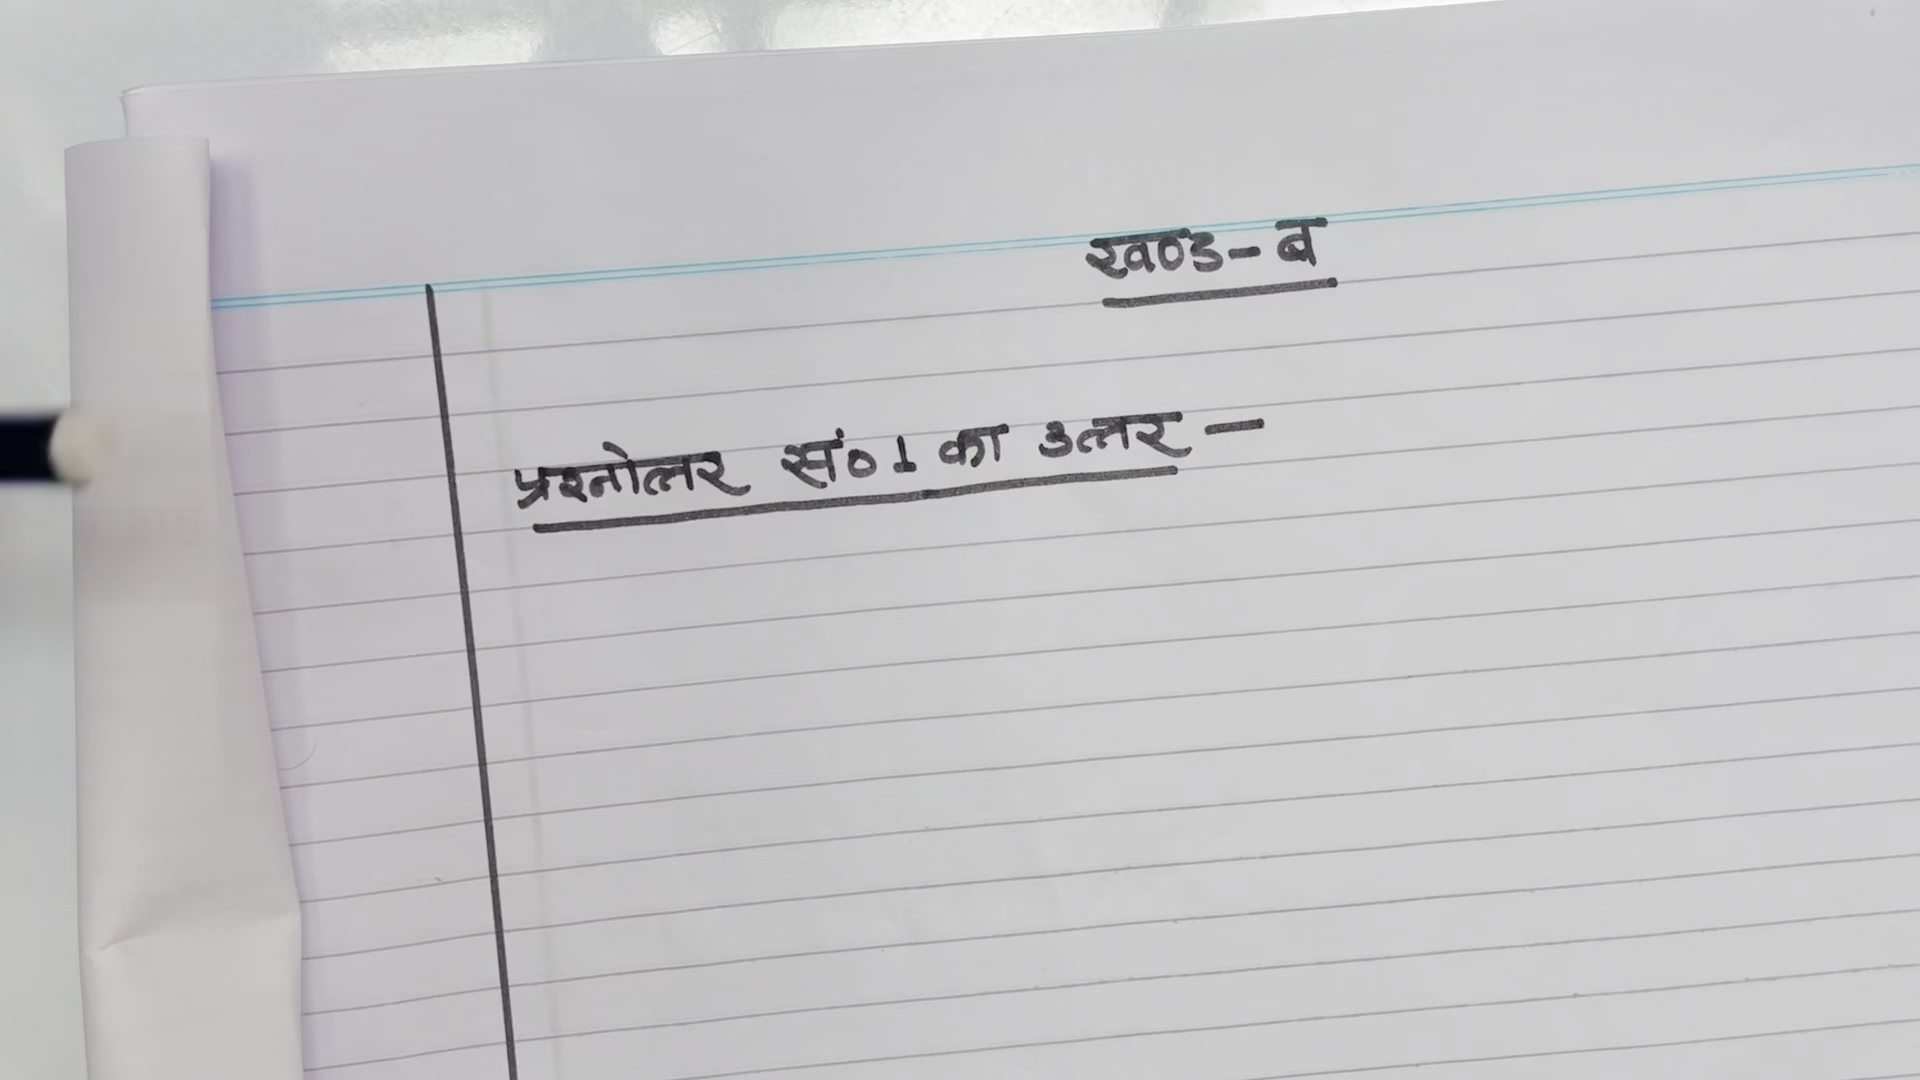 खण्ड - ब
प्रश्नोत्तर सं० 1 का उत्तर -